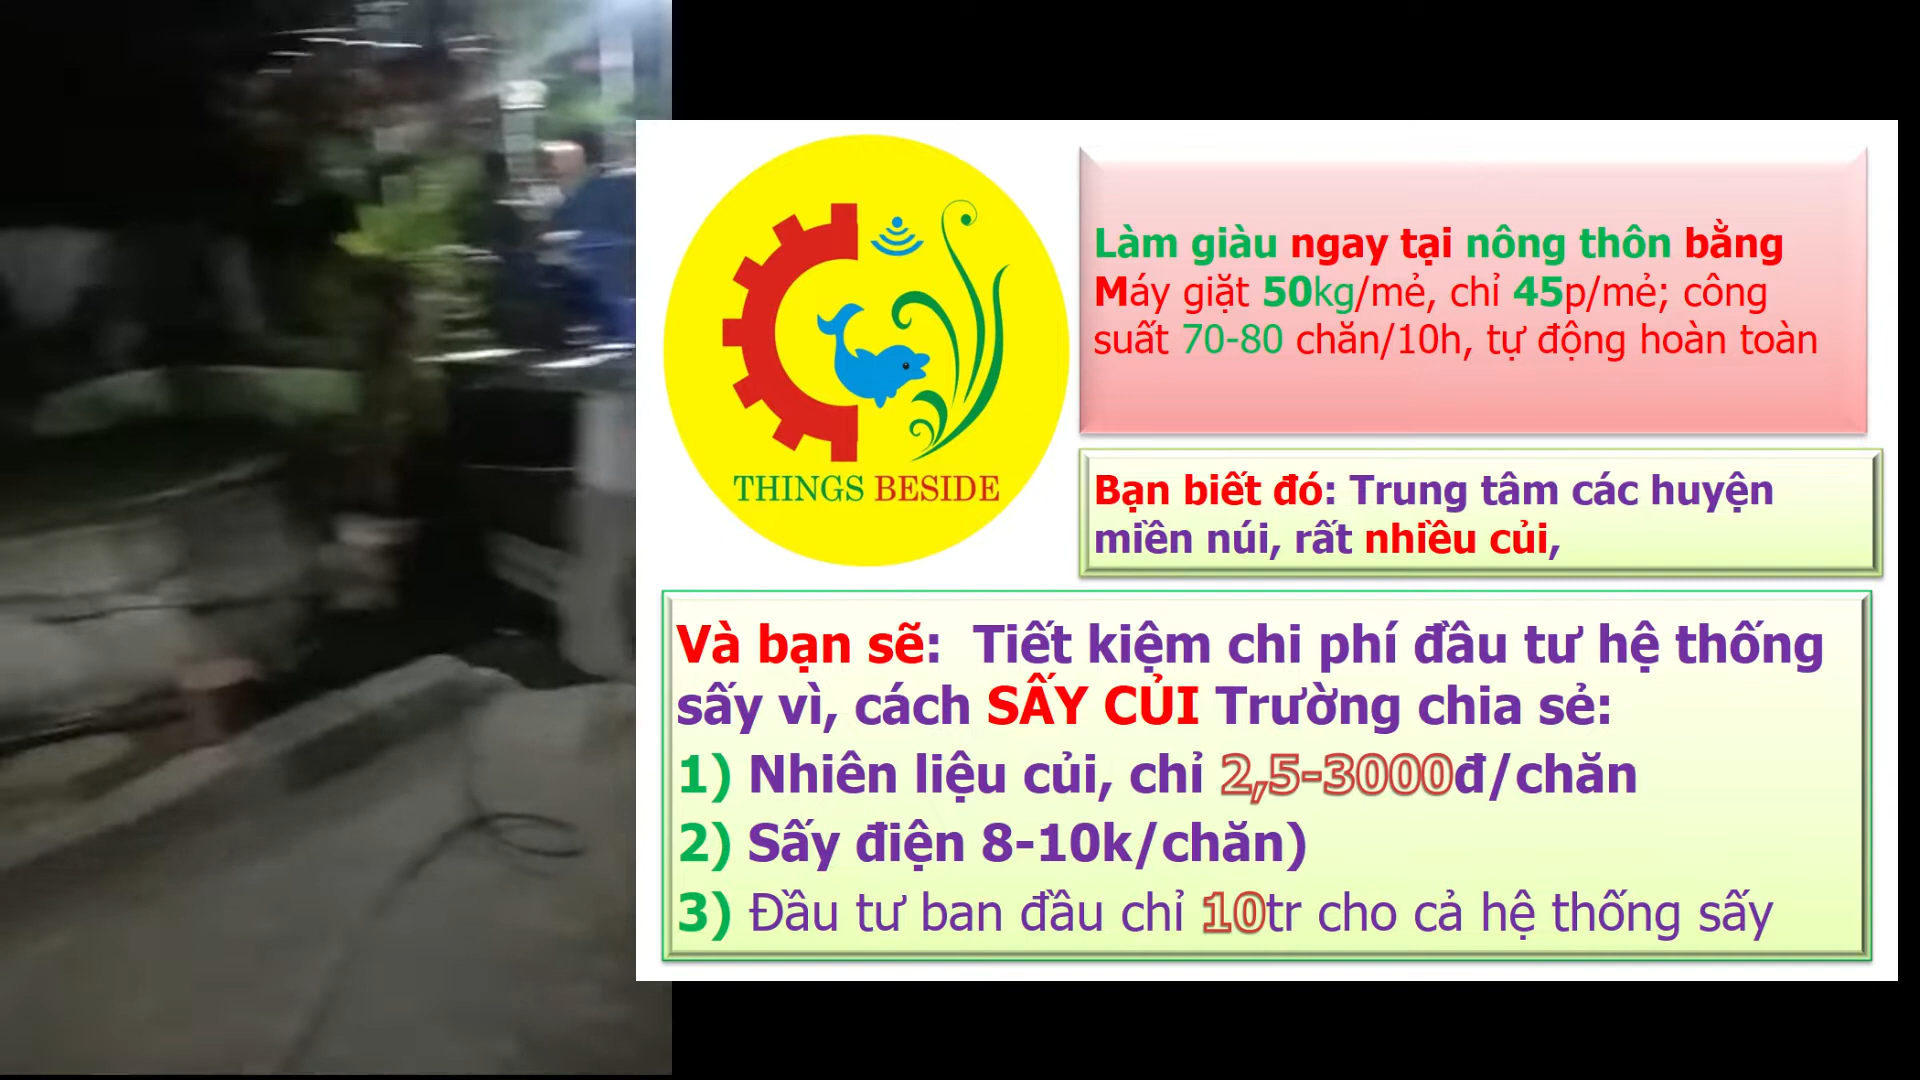 THINGS BESIDE
Làm giàu ngay tại nông thôn bằng
Máy giặt 50kg/mẻ, chỉ 45p/mẻ; công
suất 70-80 chăn/10h, tự động hoàn toàn
Bạn biết đó: Trung tâm các huyện
miền núi, rất nhiều củi,
Và bạn sẽ: Tiết kiệm chi phí đầu tư hệ thống
sấy vì, cách SẤY CỦI Trường chia sẻ:
1) Nhiên liệu củi, chỉ 2,5-3000đ/chăn
2) Sấy điện 8-10k/chăn)
3) Đầu tư ban đầu chỉ 10tr cho cả hệ thống sấy